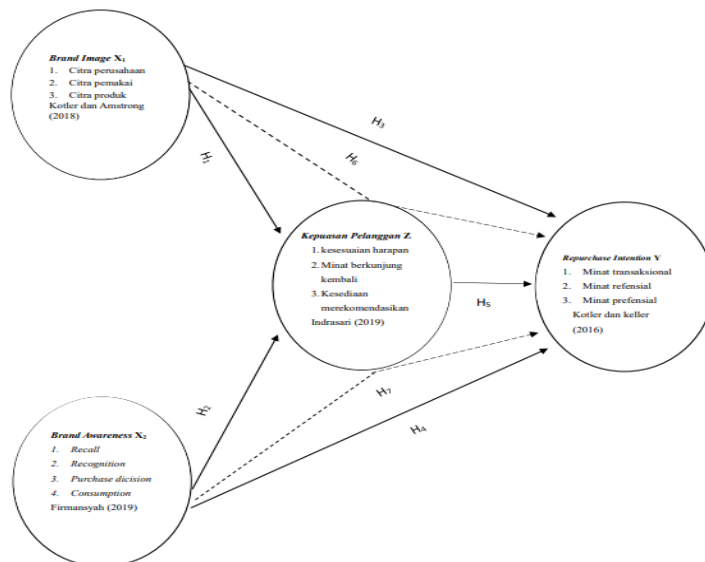 Brand Image X₁
1. Citra perusahaan
2. Citra pemakai
3. Citra produk
Kotler dan Amstrong
(2018)
H₃
H₆
H₁
Kepuasan Pelanggan Z
1. kesesuaian harapan
2. Minat berkunjung
kembali
3. Kesediaan
merekomendasikan
Indrasari (2019)
Repurchase Intention Y
1. Minat transaksional
2. Minat refensial
3. Minat prefensial
Kotler dan keller
(2016)
H₅
H₂
H₇
H₄
Brand Awareness X₂
1. Recall
2. Recognition
3. Purchase dicision
4. Consumption
Firmansyah (2019)